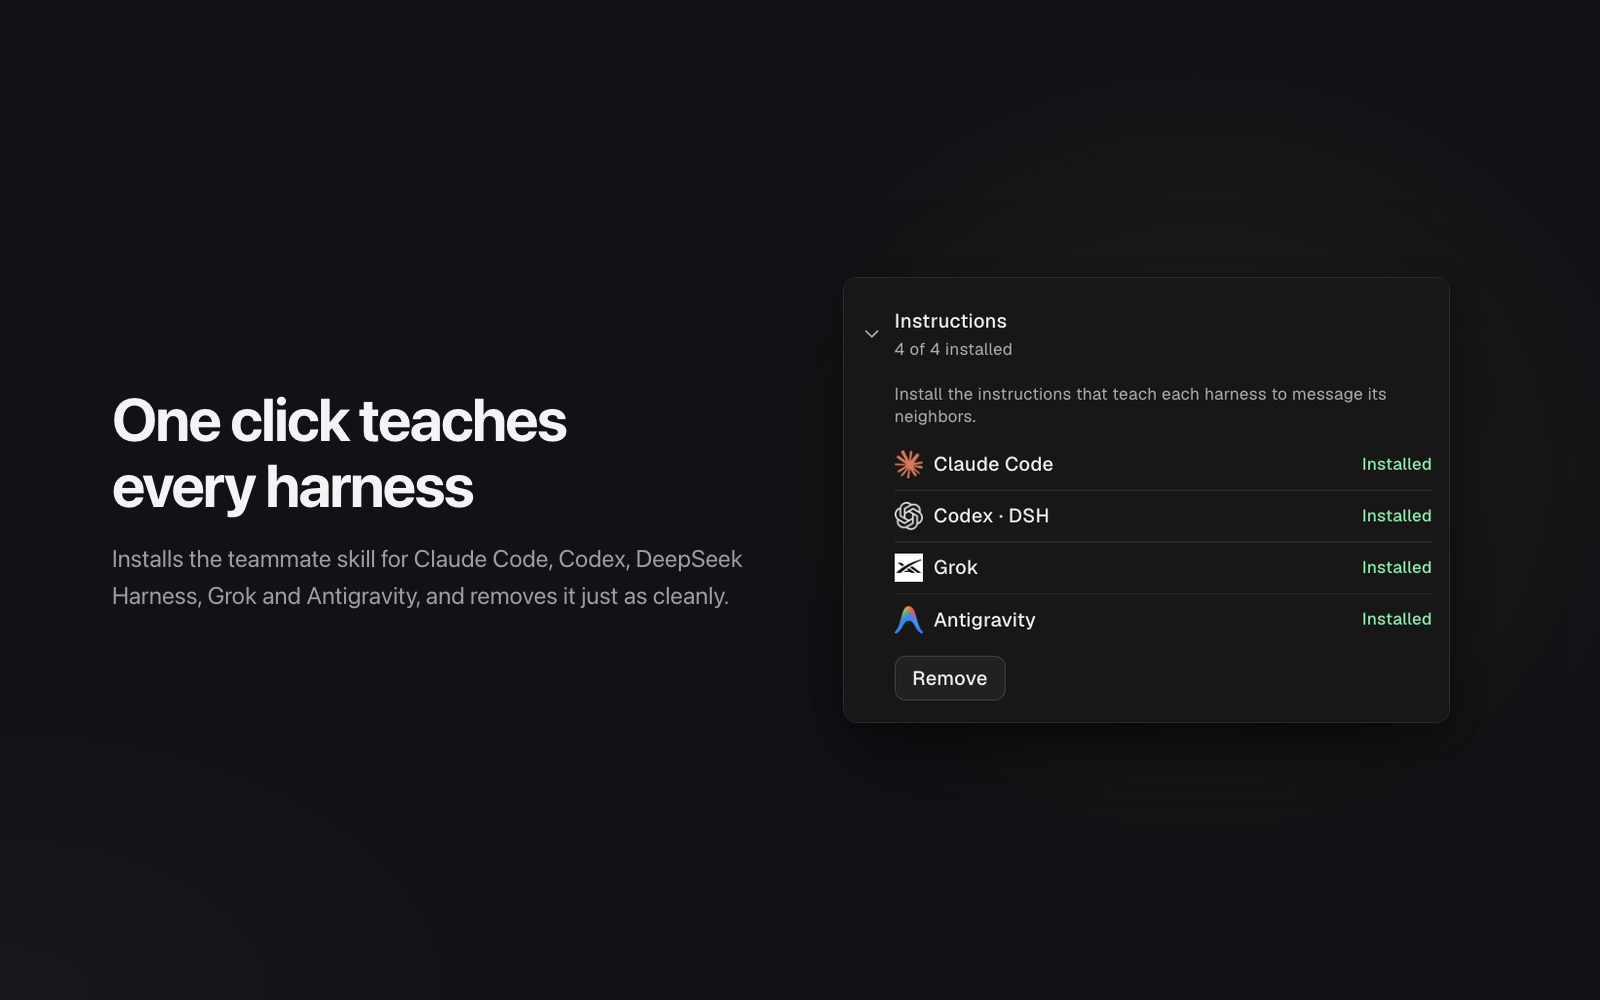 One click teaches
every harness
Installs the teammate skill for Claude Code, Codex, DeepSeek
Harness, Grok and Antigravity, and removes it just as cleanly.
Instructions
4 of 4 installed
Install the instructions that teach each harness to message its
neighbors.
Claude Code Installed
Codex · DSH Installed
Grok Installed
Antigravity Installed
Remove